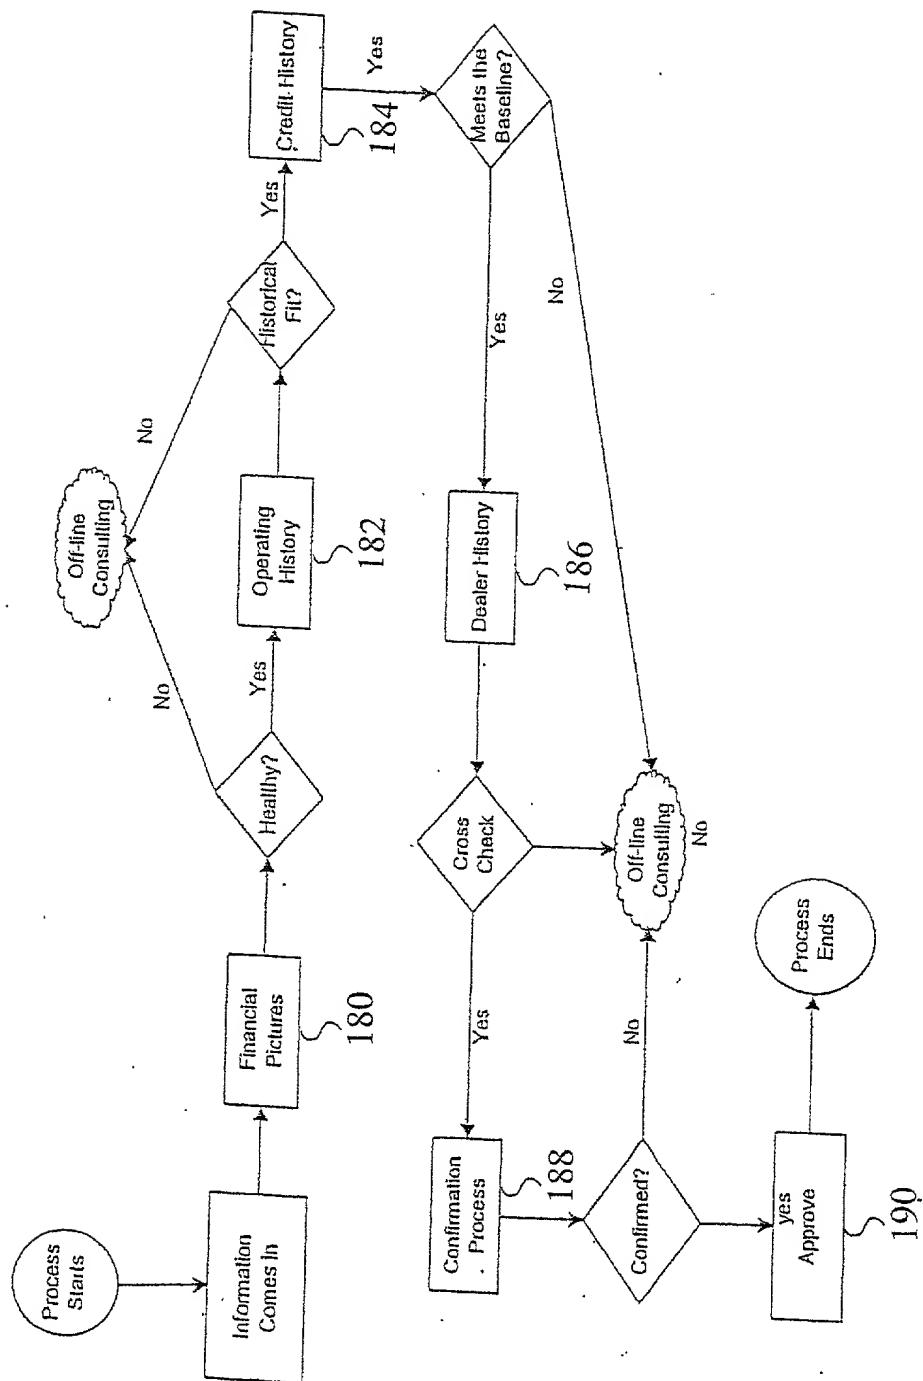 Process
Starts
Information
Comes In
Financial
Pictures
180
Healthy?
No
Yes
Off-line
Consulting
Operating
History
182
No
Historical
Fit?
Yes
Credit History
184
Yes
Meets the
Baseline?
Yes
No
Dealer History
186
Cross
Check
Yes
Off-line
Consulting
No
Confirmation
Process
188
Confirmed?
No
yes
Approve
190
Process
Ends